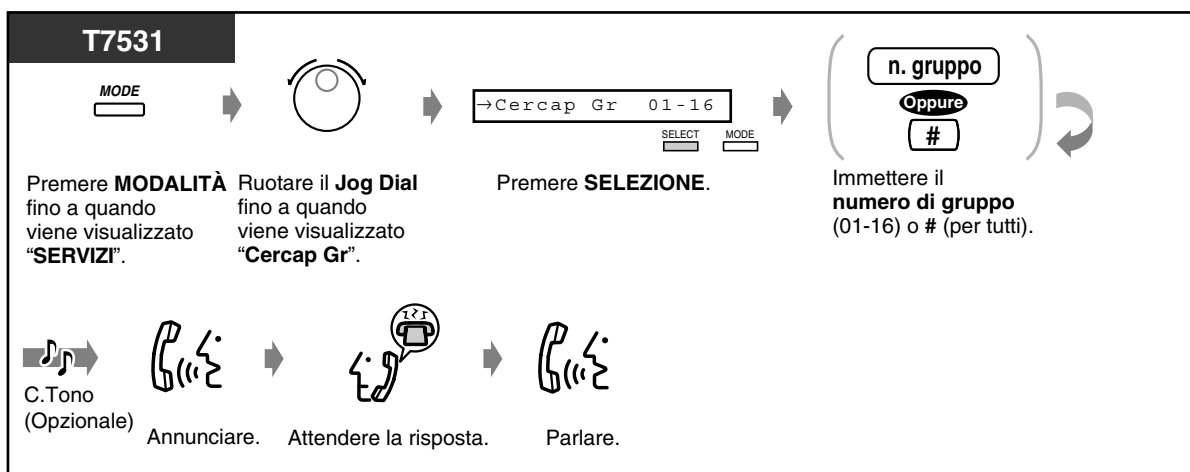 T7531
MODE
→Cercap Gr 01-16
SELECT MODE
n. gruppo
Oppure
#
Premere MODALITÀ
fino a quando
viene visualizzato
“SERVIZI”.
Ruotare il Jog Dial
fino a quando
viene visualizzato
“Cercap Gr”.
Premere SELEZIONE.
Immettere il
numero di gruppo
(01-16) o # (per tutti).
C.Tono
(Opzionale)
Annunciare.
Attendere la risposta.
Parlare.